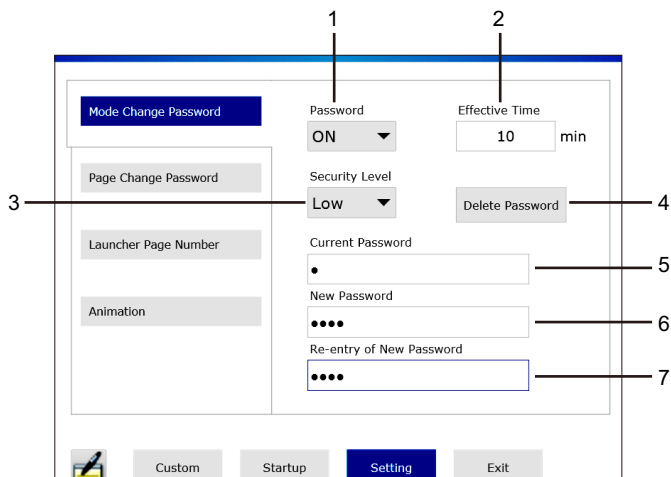 1 2
Mode Change Password
Password
Effective Time
ON
10 min
Page Change Password
Security Level
3
Low
Delete Password
4
Launcher Page Number
Current Password
•
5
New Password
Animation
••••
6
Re-entry of New Password
••••
7
Custom Startup Setting Exit